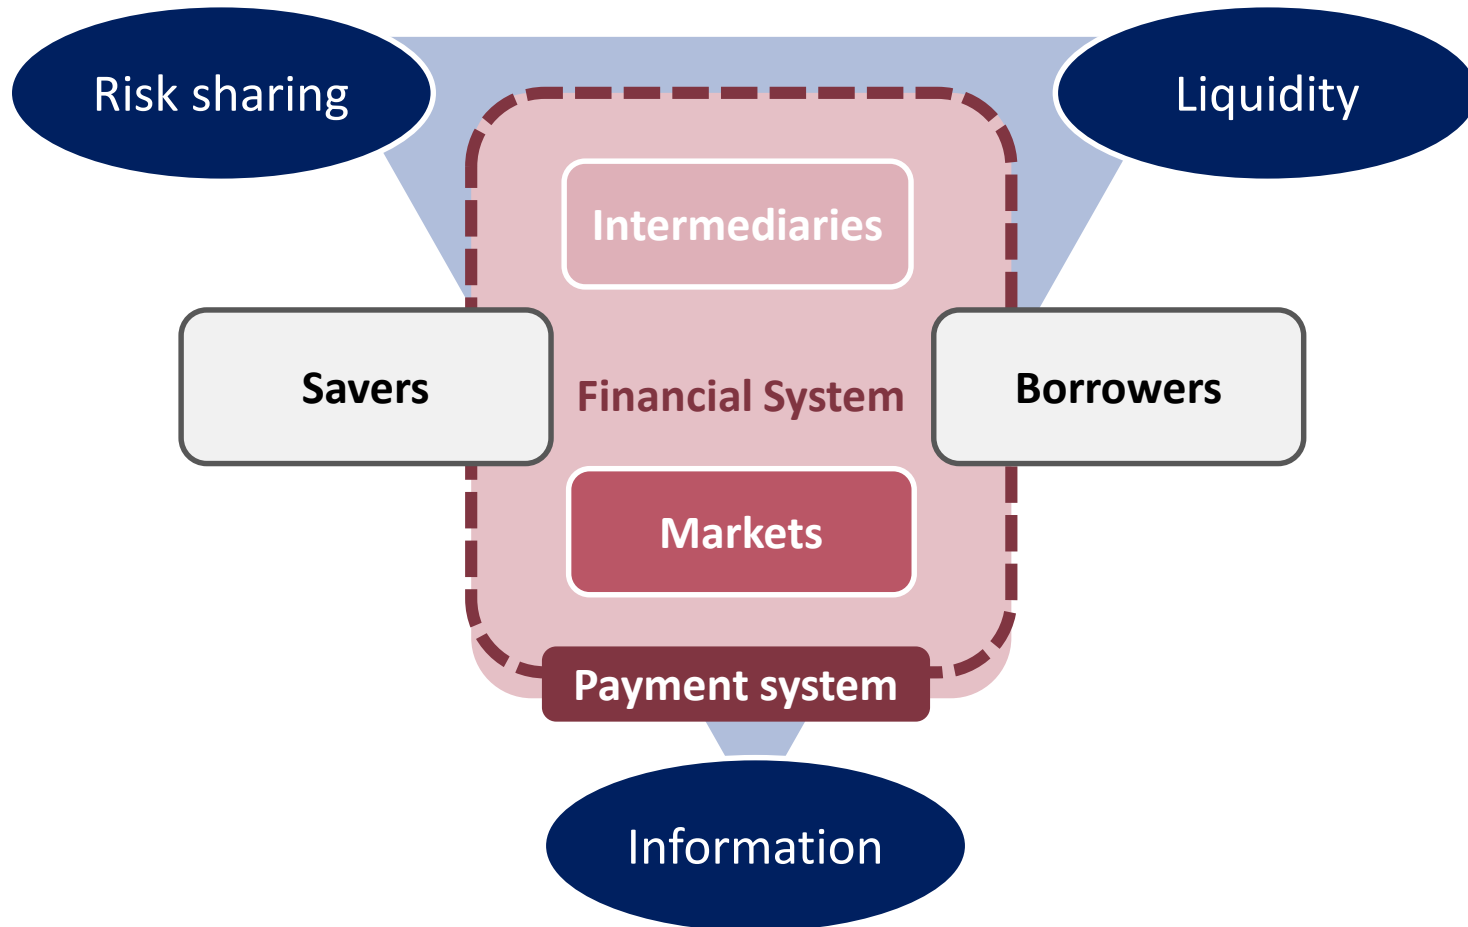 Risk sharing
Liquidity
Intermediaries
Savers
Financial System
Borrowers
Markets
Payment system
Information